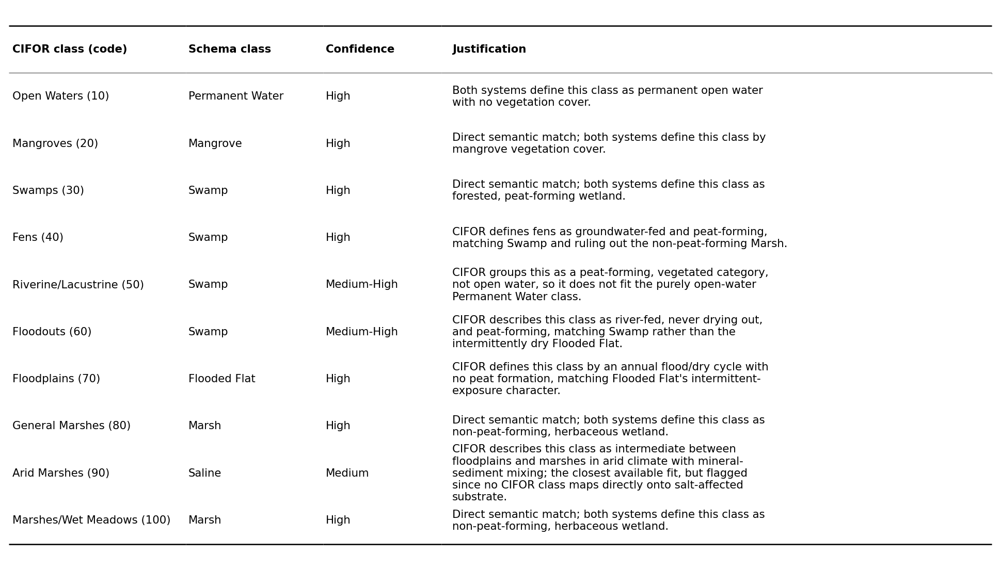 CIFOR class (code) Schema class Confidence Justification
Open Waters (10) Permanent Water High Both systems define this class as permanent open water
with no vegetation cover.
Mangroves (20) Mangrove High Direct semantic match; both systems define this class by
mangrove vegetation cover.
Swamps (30) Swamp High Direct semantic match; both systems define this class as
forested, peat-forming wetland.
Fens (40) Swamp High CIFOR defines fens as groundwater-fed and peat-forming,
matching Swamp and ruling out the non-peat-forming Marsh.
Riverine/Lacustrine (50) Swamp Medium-High CIFOR groups this as a peat-forming, vegetated category,
not open water, so it does not fit the purely open-water
Permanent Water class.
Floodouts (60) Swamp Medium-High CIFOR describes this class as river-fed, never drying out,
and peat-forming, matching Swamp rather than the
intermittently dry Flooded Flat.
Floodplains (70) Flooded Flat High CIFOR defines this class by an annual flood/dry cycle with
no peat formation, matching Flooded Flat's intermittent-
exposure character.
General Marshes (80) Marsh High Direct semantic match; both systems define this class as
non-peat-forming, herbaceous wetland.
Arid Marshes (90) Saline Medium CIFOR describes this class as intermediate between
floodplains and marshes in arid climate with mineral-
sediment mixing; the closest available fit, but flagged
since no CIFOR class maps directly onto salt-affected
substrate.
Marshes/Wet Meadows (100) Marsh High Direct semantic match; both systems define this class as
non-peat-forming, herbaceous wetland.